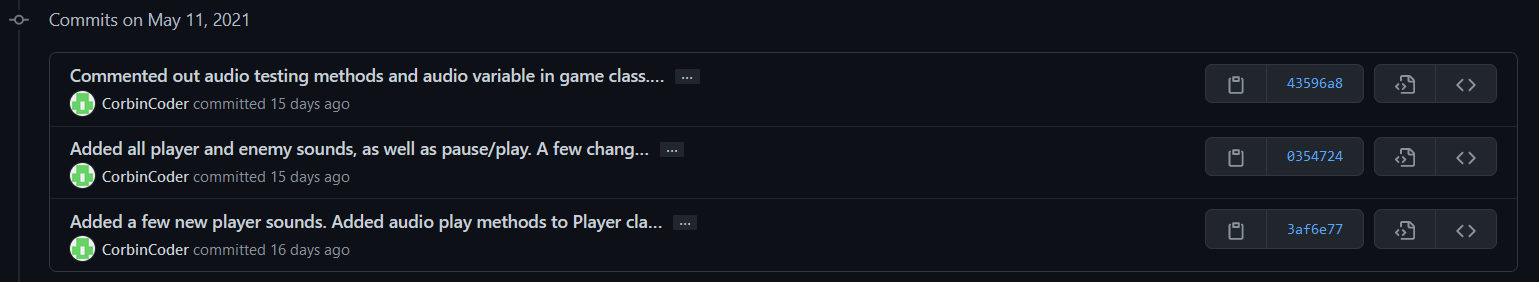 Commits on May 11, 2021
Commented out audio testing methods and audio variable in game class.... ...
CorbinCoder committed 15 days ago
43596a8
Added all player and enemy sounds, as well as pause/play. A few chang... ...
CorbinCoder committed 15 days ago
0354724
Added a few new player sounds. Added audio play methods to Player cla... ...
CorbinCoder committed 16 days ago
3af6e77